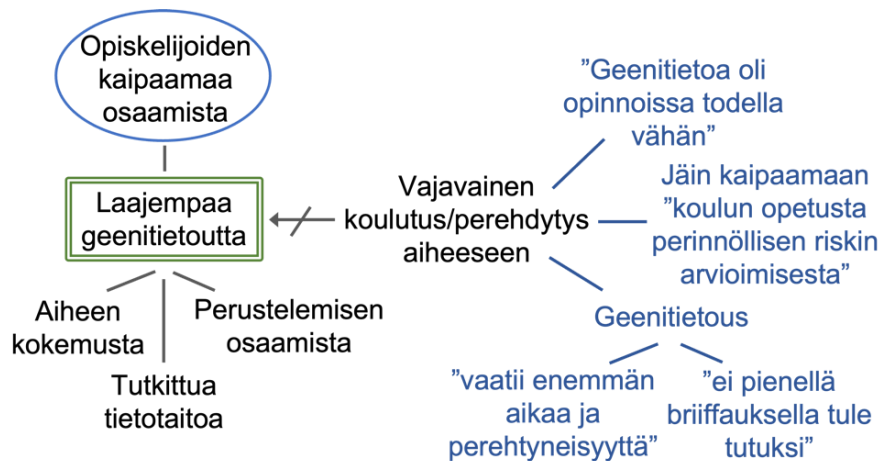 Opiskelijoiden
kaipaamaa
osaamista
Laajempaa
geenitietoutta
Aiheen
kokemusta
Tutkittua
tietotaitoa
Perustelemisen
osaamista
Vajavainen
koulutus/perehdytys
aiheeseen
”Geenitietoa oli
opinnoissa todella
vähän”
Jäin kaipaamaan
”koulun opetusta
perinnöllisen riskin
arvioimisesta”
Geenitietous
”vaatii enemmän
aikaa ja
perehtyneisyyttä”
”ei pienellä
briiffauksella tule
tutuksi”